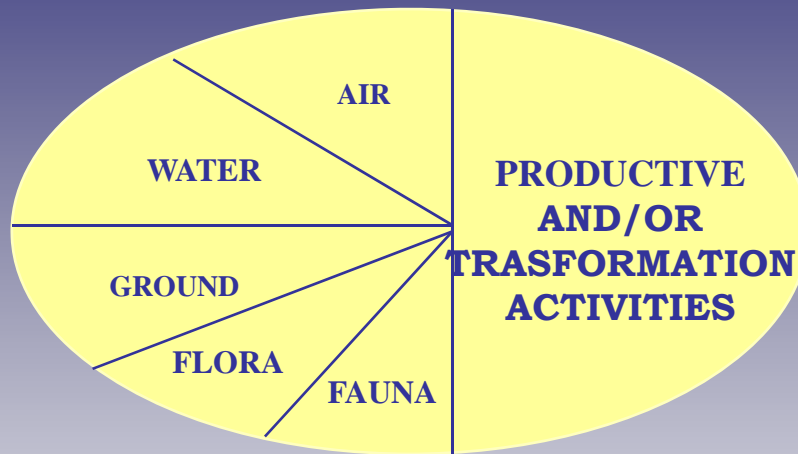 AIR
WATER
GROUND
FLORA
FAUNA
PRODUCTIVE
AND/OR
TRASFORMATION
ACTIVITIES